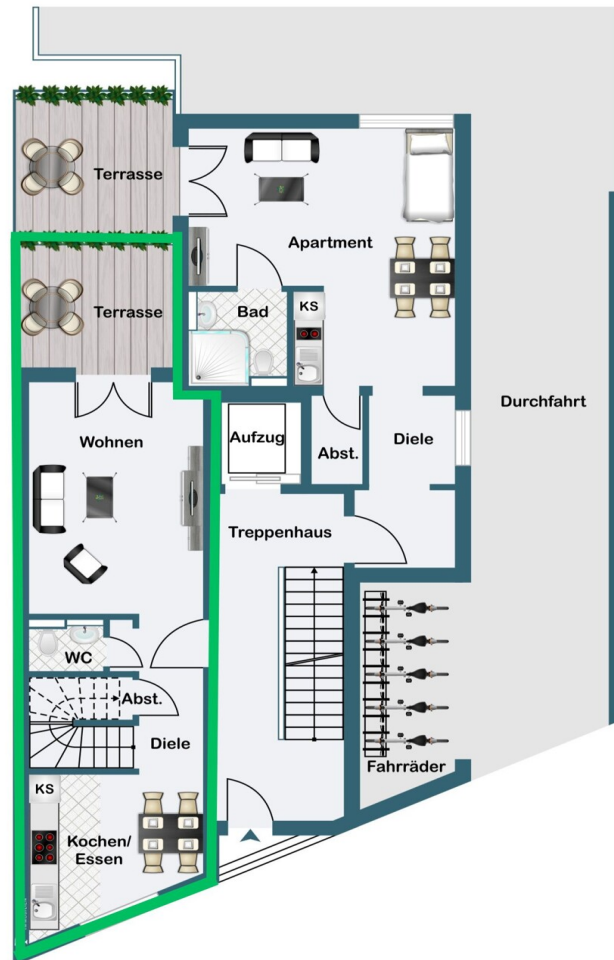 Terrasse
Apartment
Terrasse
Bad
KS
Durchfahrt
Wohnen
Aufzug
Abst.
Diele
Treppenhaus
WC
Abst.
Diele
Fahrräder
KS
Kochen/
Essen